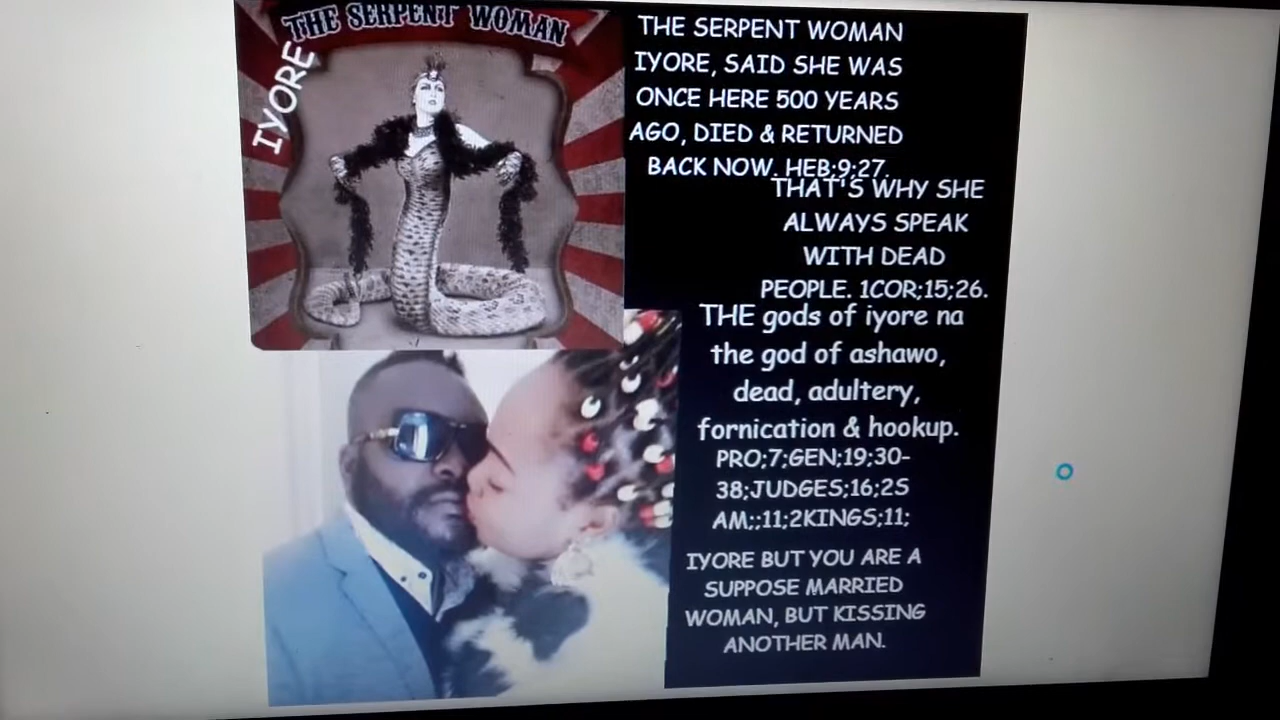 THE SERPENT WOMAN
IYORE
THE SERPENT WOMAN
IYORE, SAID SHE WAS
ONCE HERE 500 YEARS
AGO, DIED & RETURNED
BACK NOW. HEB;9;27.
THAT'S WHY SHE
ALWAYS SPEAK
WITH DEAD
PEOPLE. 1COR;15;26.
THE gods of iyore na
the god of ashawo,
dead, adultery,
fornication & hookup.
PRO;7;GEN;19;30-
38;JUDGES;16;2S
AM;;11;2KINGS;11;
IYORE BUT YOU ARE A
SUPPOSE MARRIED
WOMAN, BUT KISSING
ANOTHER MAN.